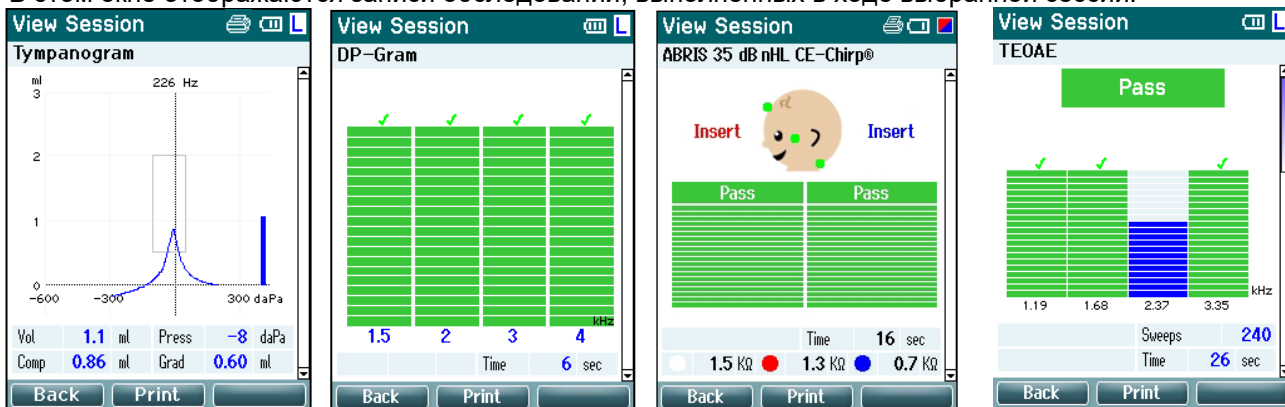 В этом окне отображаются записи обследований, выполненных в ходе выбранной сессии.
View Session L
Tympanogram
ml
226 Hz
3
2
1
0
-600 -300 300 daPa
Vol 1.1 ml Press -8 daPa
Comp 0.86 ml Grad 0.60 ml
Back Print
View Session L
DP-Gram
kHz
1.5 2 3 4
Time 6 sec
Back Print
View Session
ABRIS 35 dB nHL CE-Chirp®
Insert Insert
Pass Pass
Time 16 sec
1.5 KΩ 1.3 KΩ 0.7 KΩ
Back Print
View Session L
TEOAE
Pass
kHz
1.19 1.68 2.37 3.35
Sweeps 240
Time 26 sec
Back Print